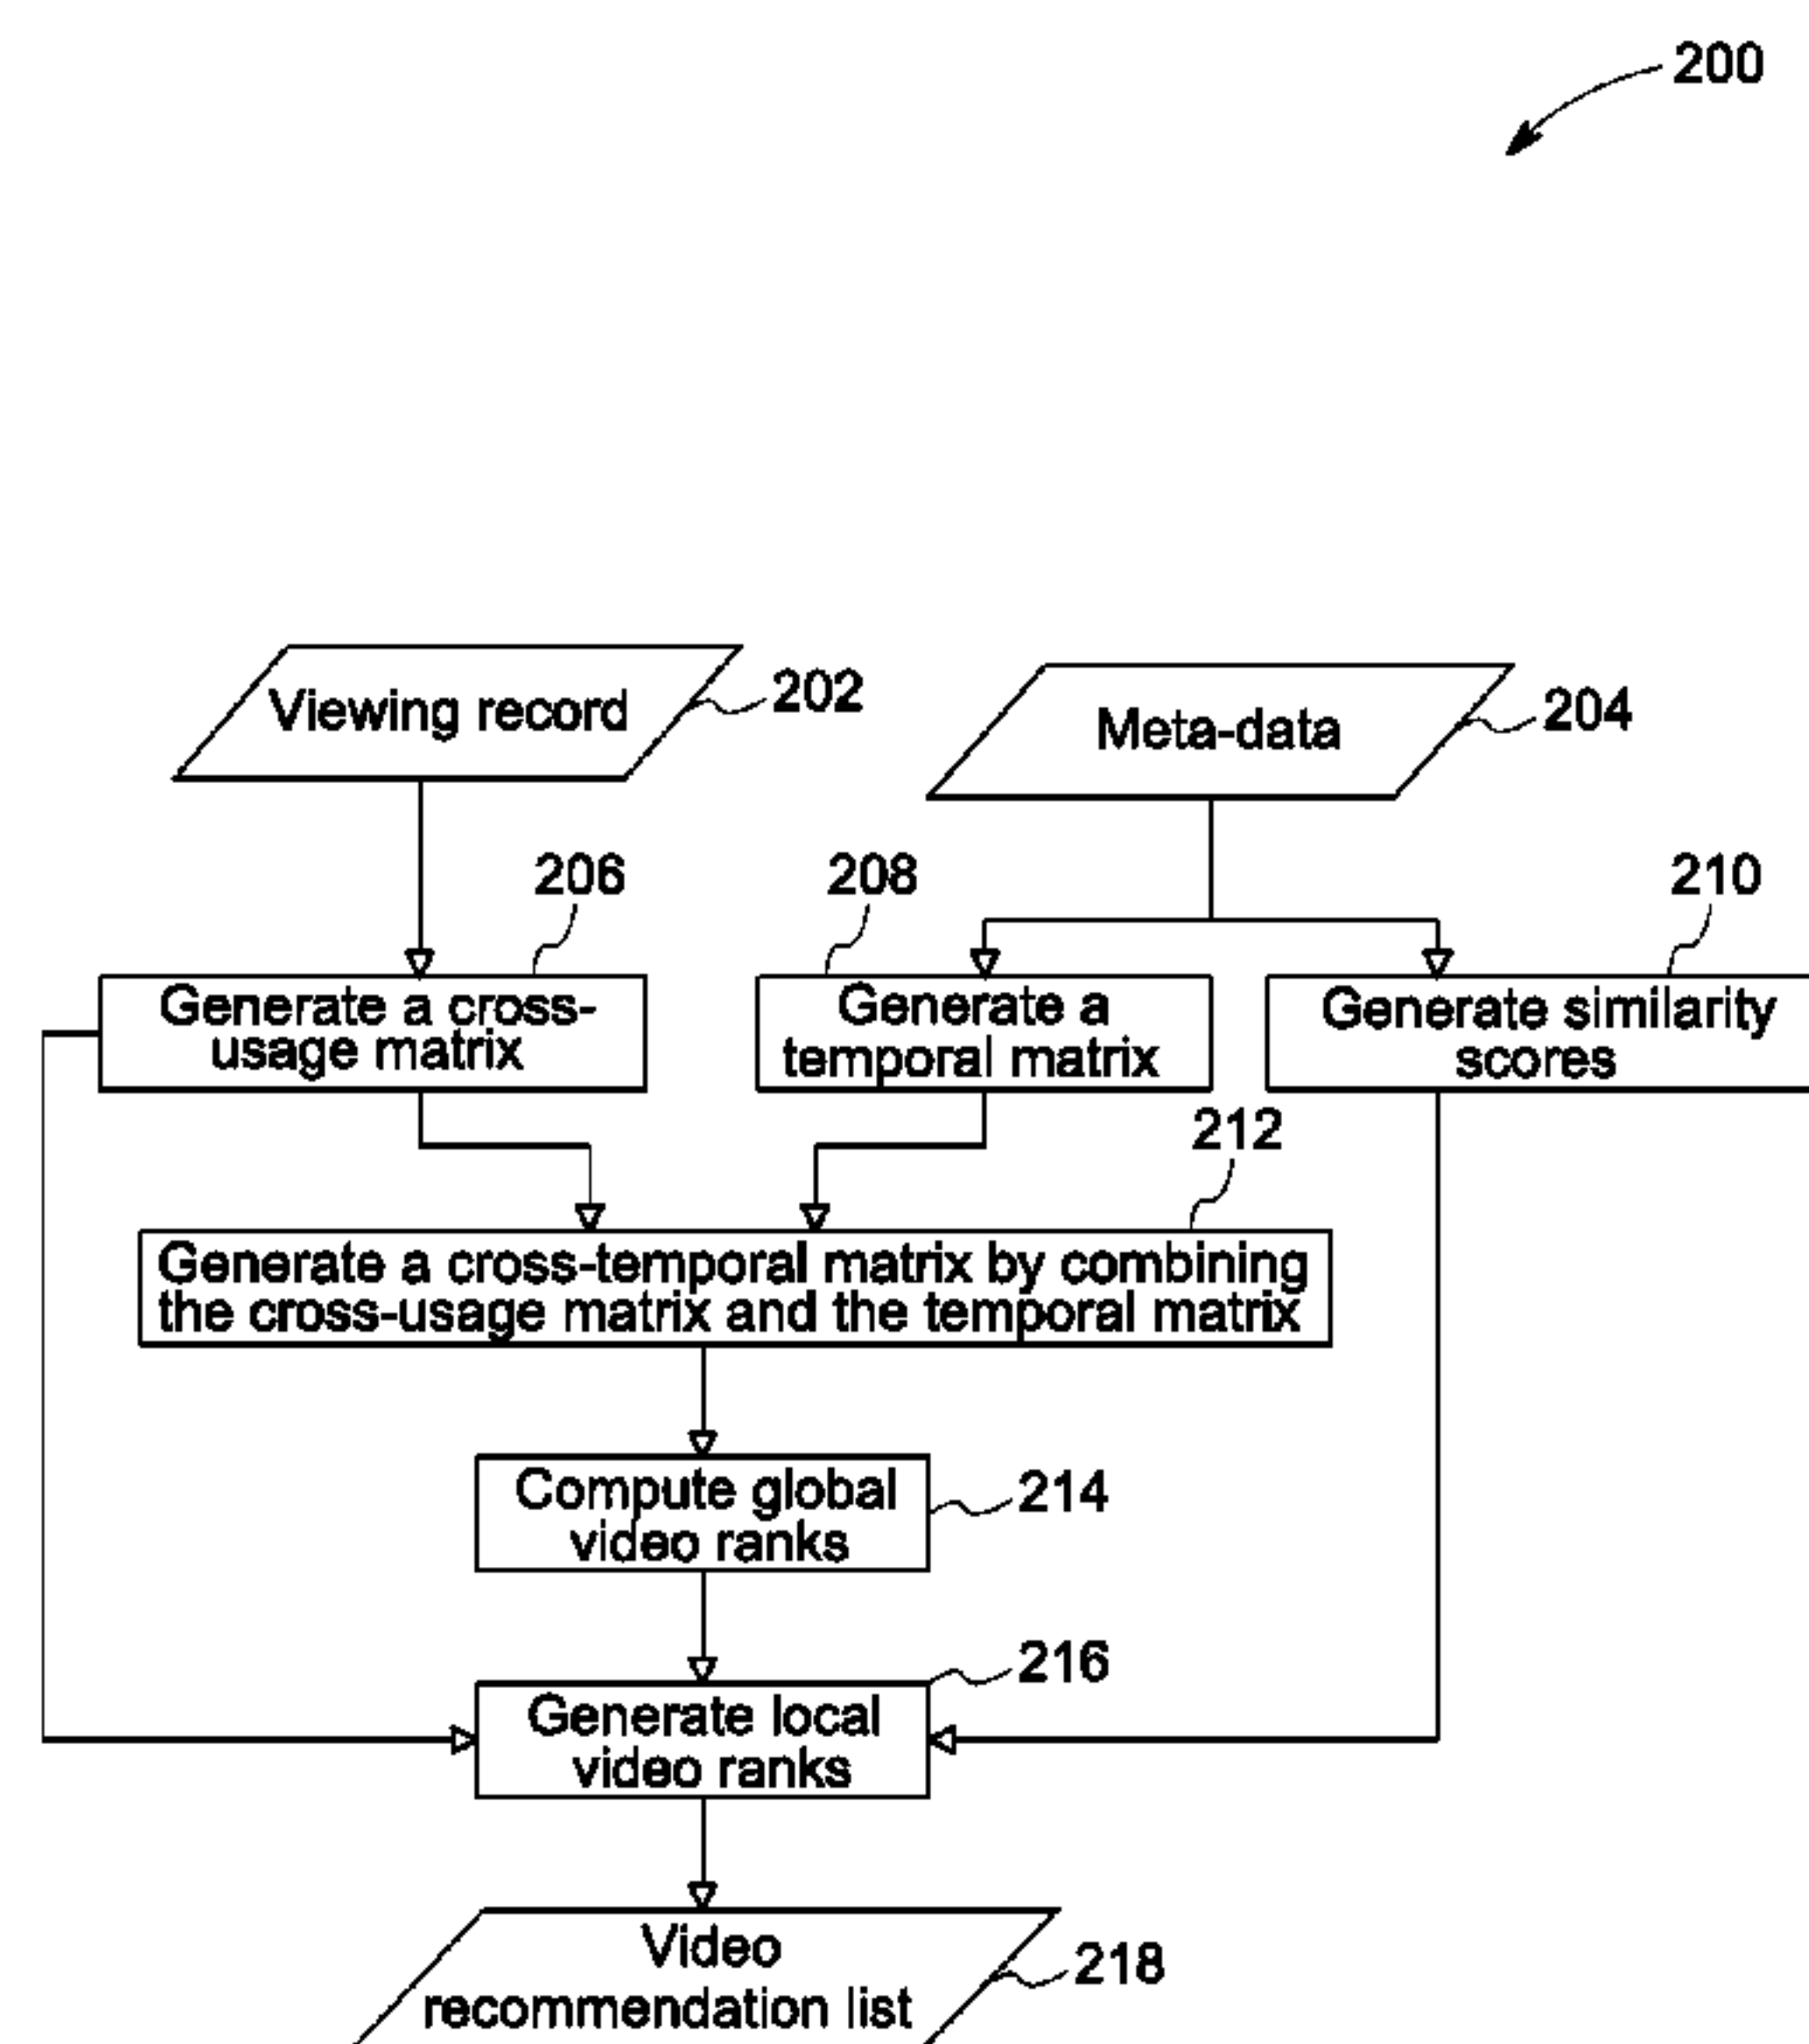 200
Viewing record
202
Meta-data
204
206
208
210
Generate a cross-
usage matrix
Generate a
temporal matrix
Generate similarity
scores
212
Generate a cross-temporal matrix by combining
the cross-usage matrix and the temporal matrix
Compute global
video ranks
214
216
Generate local
video ranks
Video
recommendation list
218